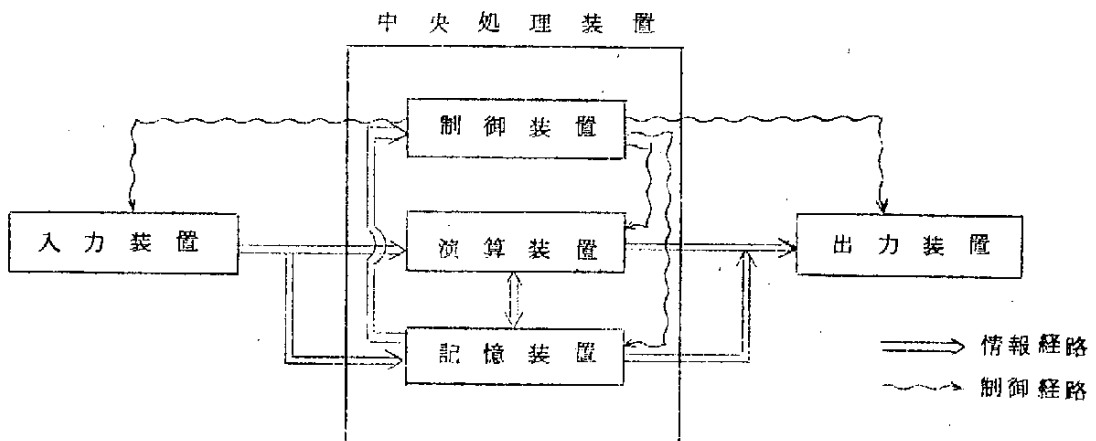 中央処理装置
制御装置
入力装置
演算装置
出力装置
記憶装置
情報経路
制御経路